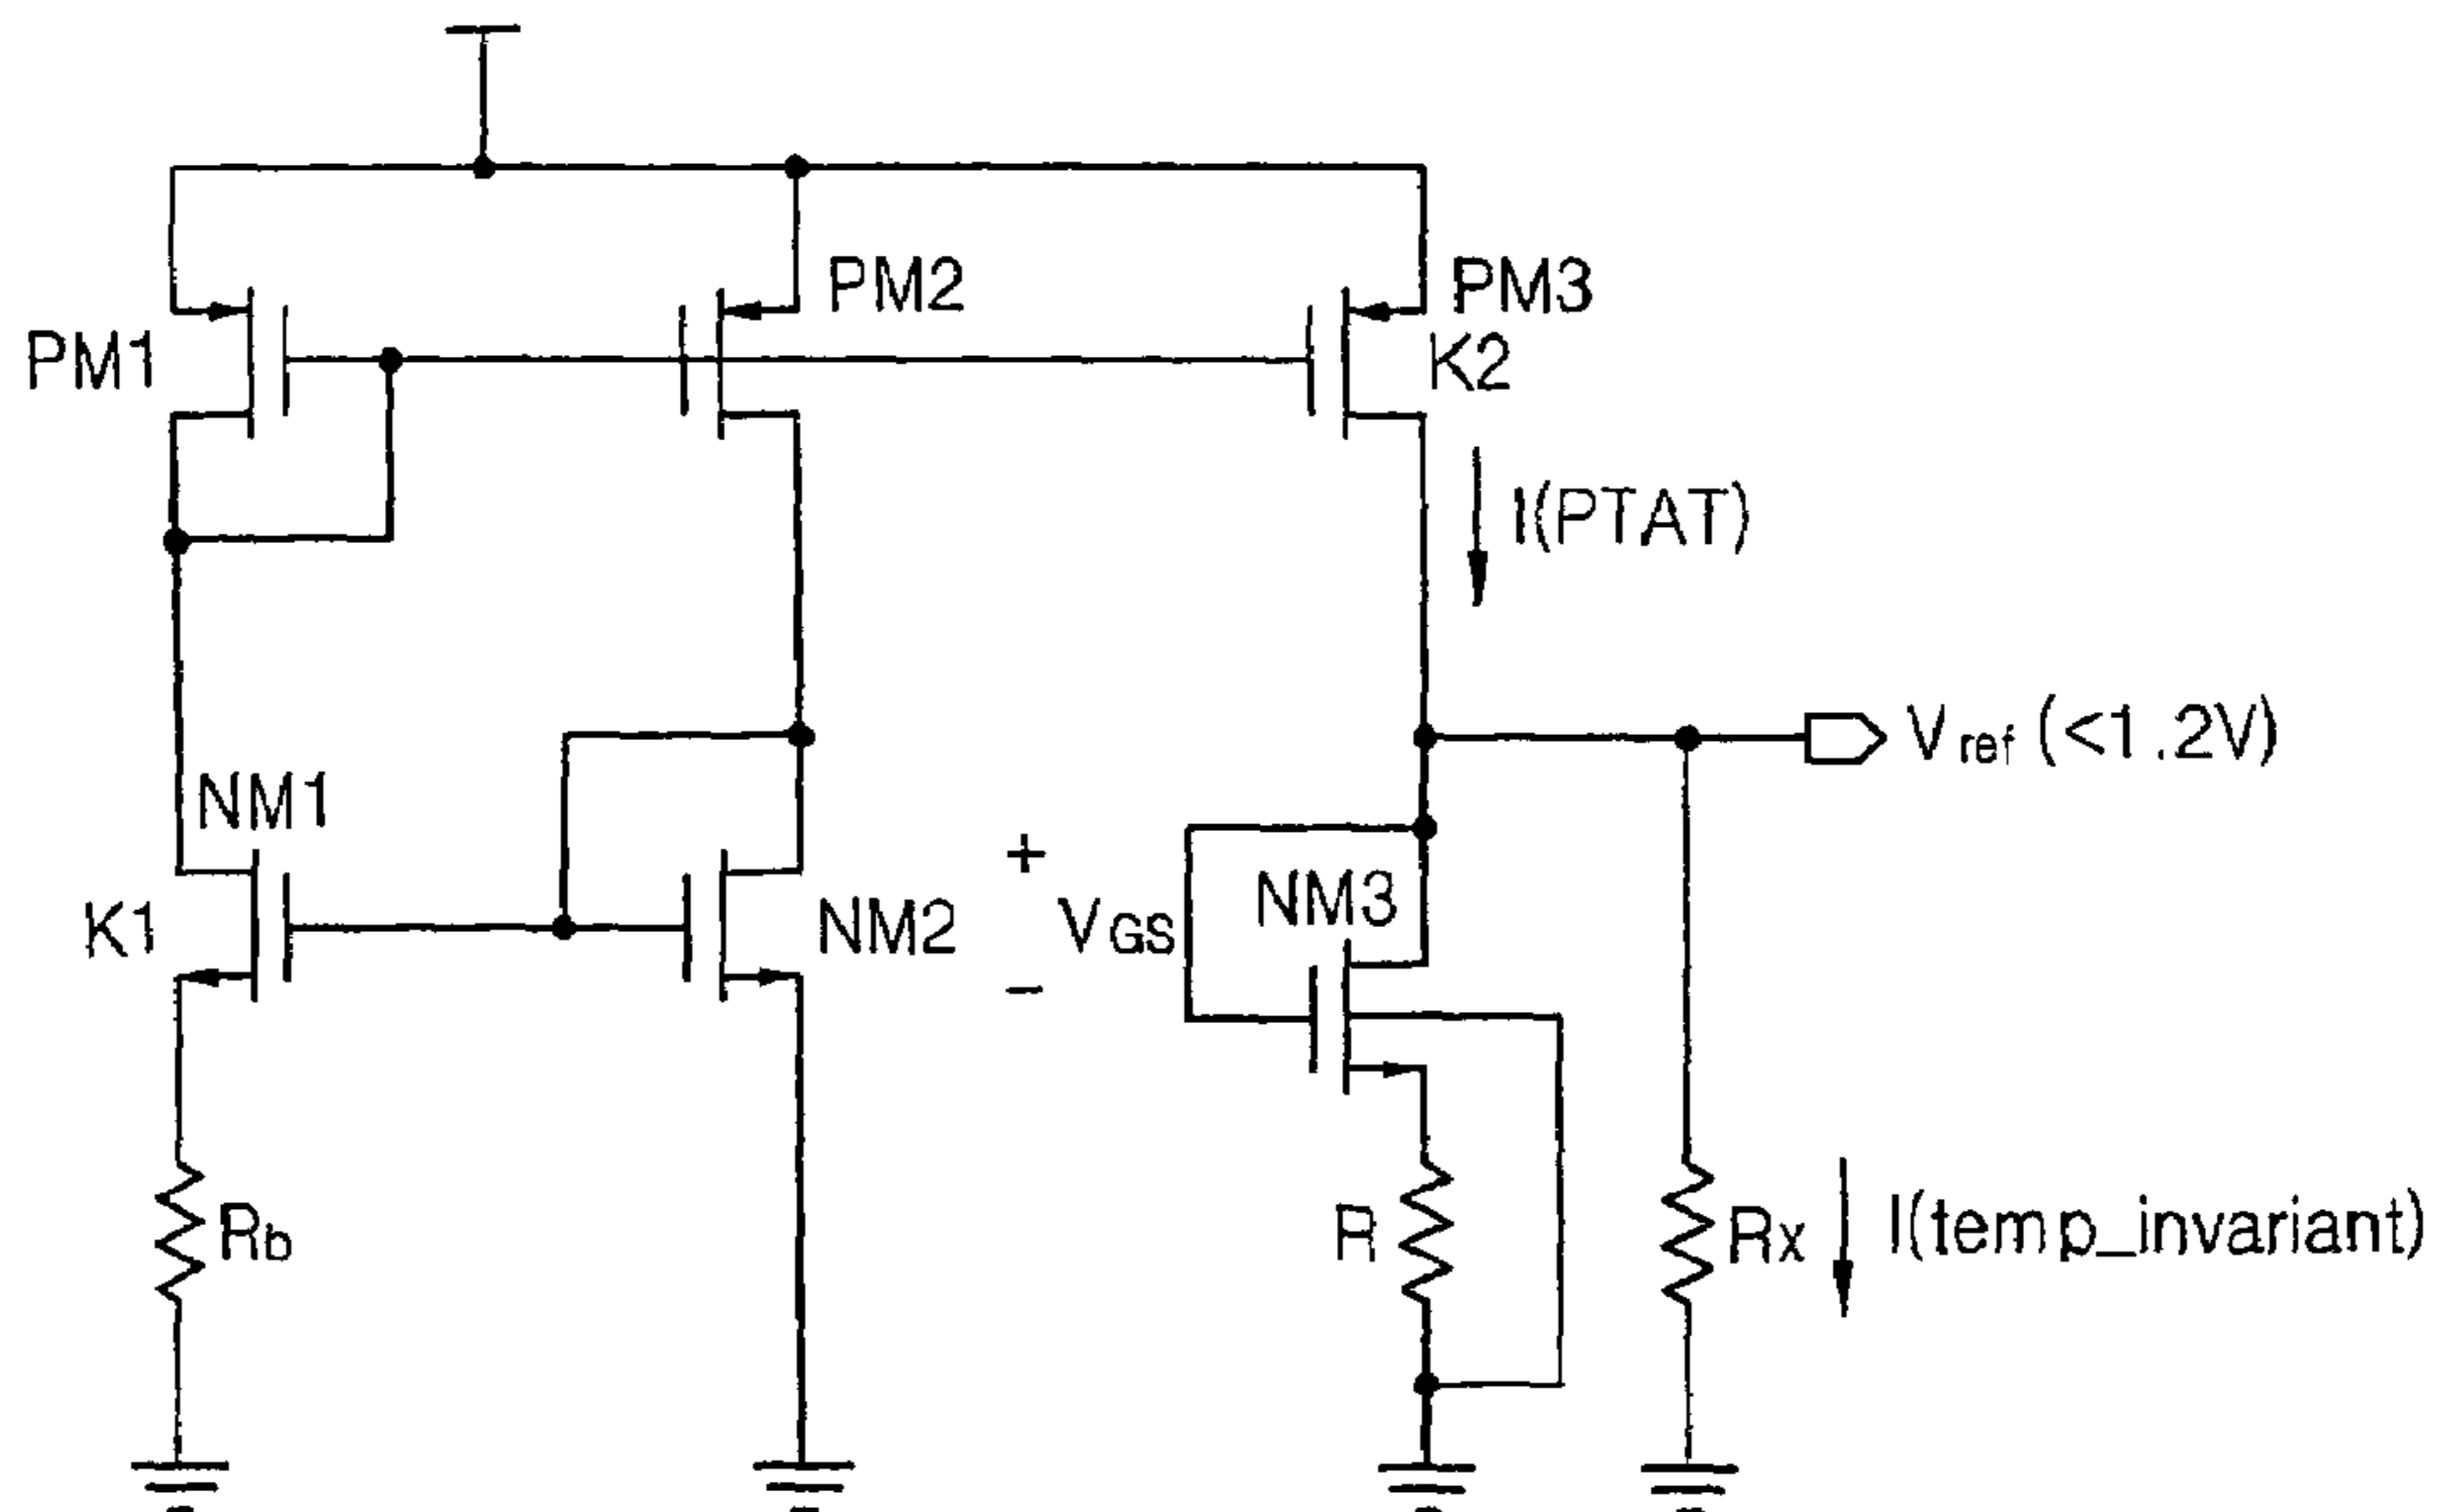 PM1
PM2
PM3
K2
I(PTAT)
Vref (<1.2V)
NM1
K1
NM2
+
VGS
−
NM3
Rb
R
Rx
I(temp_invariant)